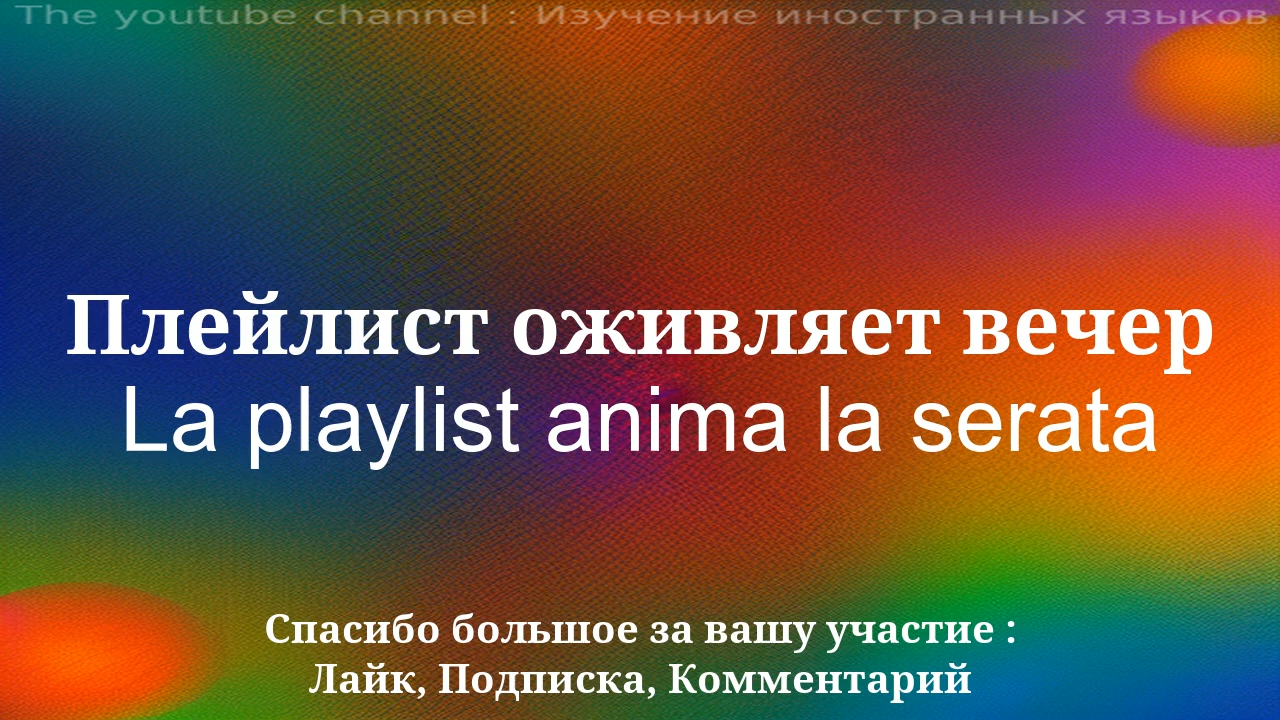 The youtube channel : Изучение иностранных языков
Плейлист оживляет вечер
La playlist anima la serata
Спасибо большое за вашу участие :
Лайк, Подписка, Комментарий